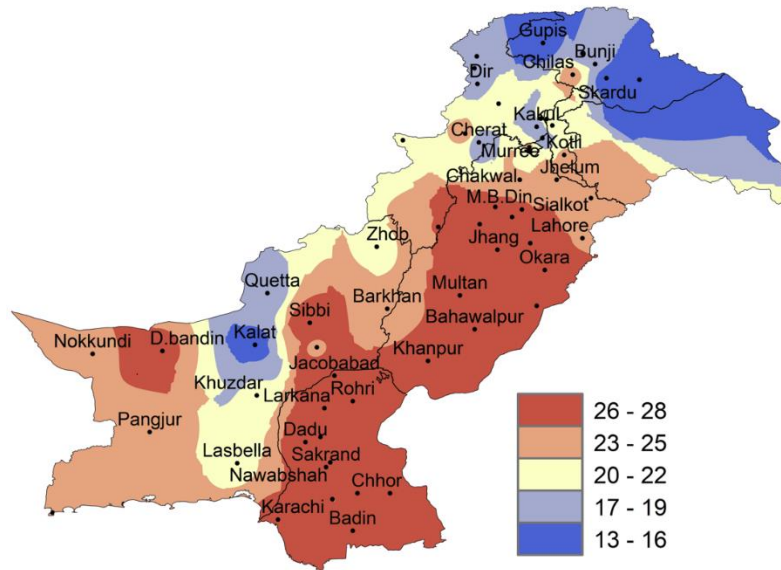 Gupis
Bunji
Chilas
Dir
Skardu
Kakul
Cherat
Murree
Kotli
Chakwal
Jhelum
M.B.Din
Sialkot
Zhob
Jhang
Lahore
Okara
Quetta
Multan
Sibbi
Barkhan
Bahawalpur
Nokkundi
D.bandin
Kalat
Khanpur
Jacobabad
Khuzdar
Rohri
Larkana
Pangjur
Dadu
Lasbella
Sakrand
Nawabshah
Chhor
Karachi
Badin
26 - 28
23 - 25
20 - 22
17 - 19
13 - 16